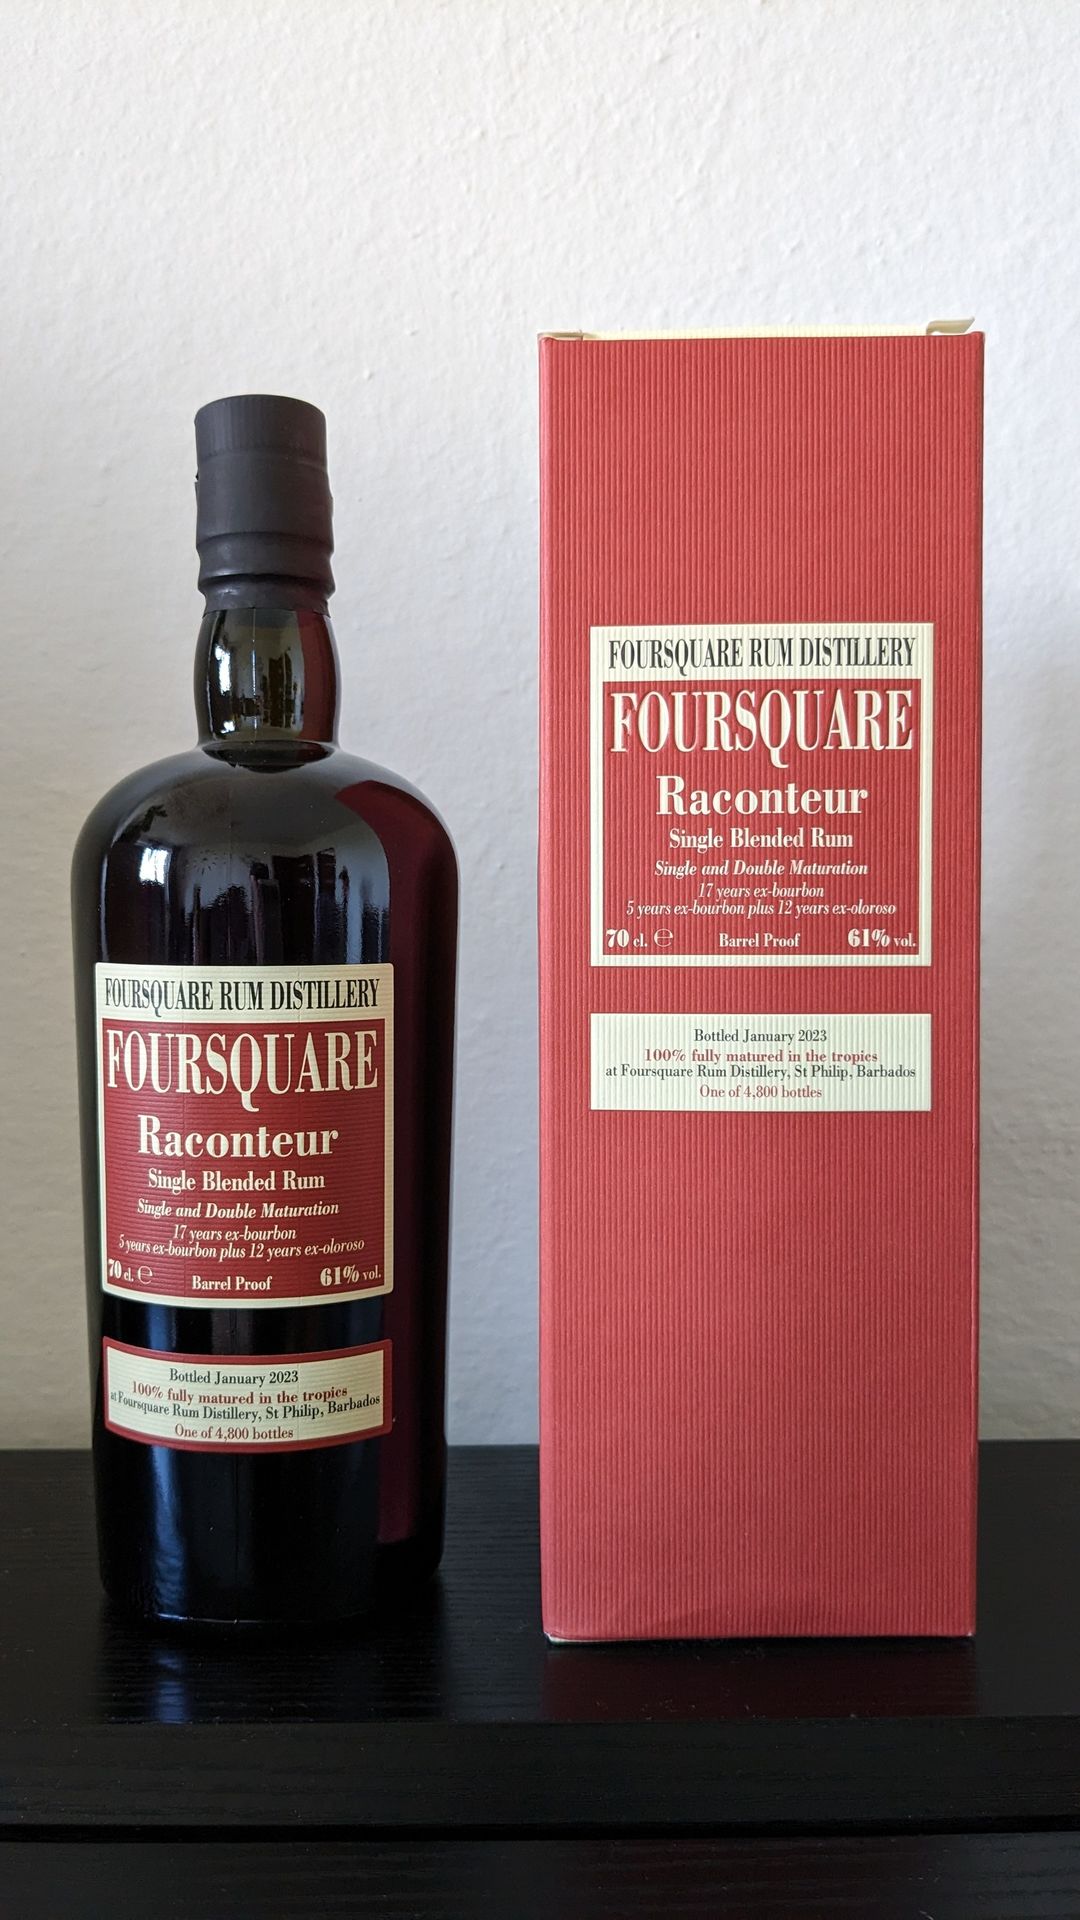 FOURSQUARE RUM DISTILLERY
FOURSQUARE
Raconteur
Single Blended Rum
Single and Double Maturation
17 years ex-bourbon
5 years ex-bourbon plus 12 years ex-oloroso
70 cl. ℮ Barrel Proof 61% vol.
Bottled January 2023
100% fully matured in the tropics
at Foursquare Rum Distillery, St Philip, Barbados
One of 4,800 bottles
FOURSQUARE RUM DISTILLERY
FOURSQUARE
Raconteur
Single Blended Rum
Single and Double Maturation
17 years ex-bourbon
5 years ex-bourbon plus 12 years ex-oloroso
70 cl. ℮ Barrel Proof 61% vol.
Bottled January 2023
100% fully matured in the tropics
at Foursquare Rum Distillery, St Philip, Barbados
One of 4,800 bottles